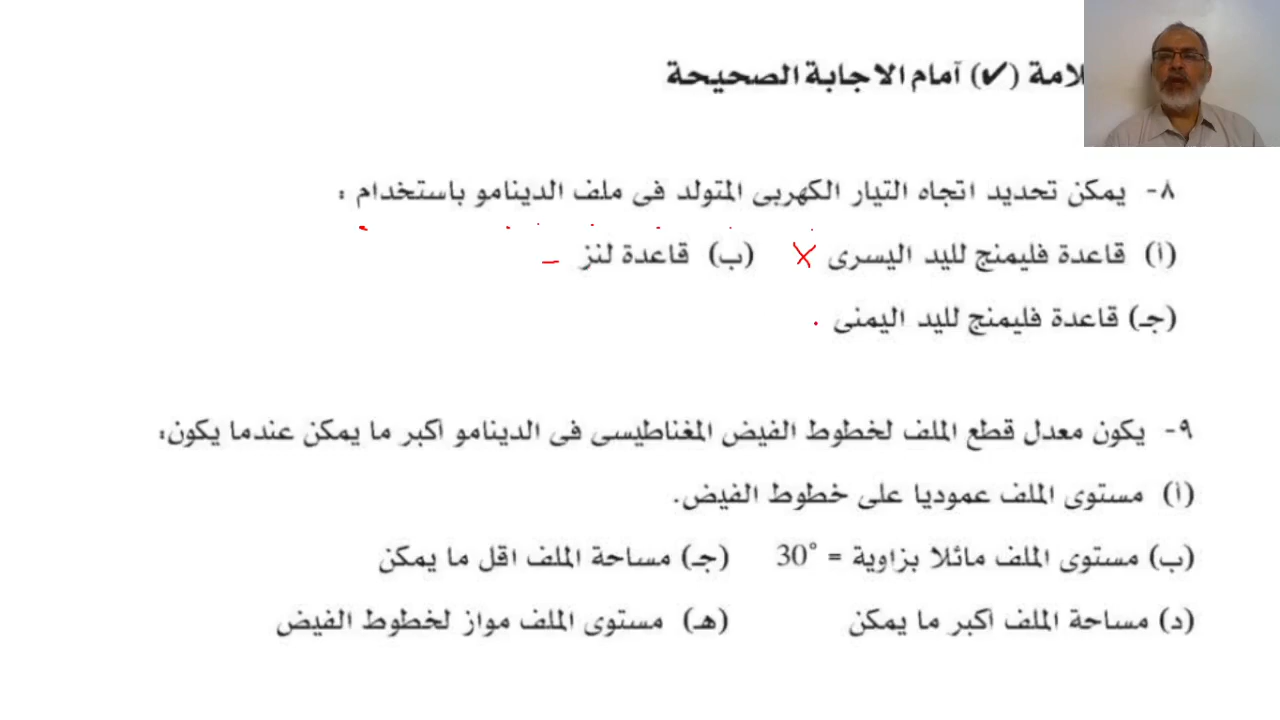 لامة (✔) آمام الاجابة الصحيحة
٨- يمكن تحديد اتجاه التيار الكهربى المتولد فى ملف الدينامو باستخدام :
(أ) قاعدة فليمنج لليد اليسرى (ب) قاعدة لنز
(جـ) قاعدة فليمنج لليد اليمنى
٩- يكون معدل قطع الملف لخطوط الفيض المغناطيسى فى الدينامو اكبر ما يمكن عندما يكون:
(أ) مستوى الملف عموديا على خطوط الفيض.
(ب) مستوى الملف مائلا بزاوية = 30° (جـ) مساحة الملف اقل ما يمكن
(د) مساحة الملف اكبر ما يمكن (هـ) مستوى الملف مواز لخطوط الفيض